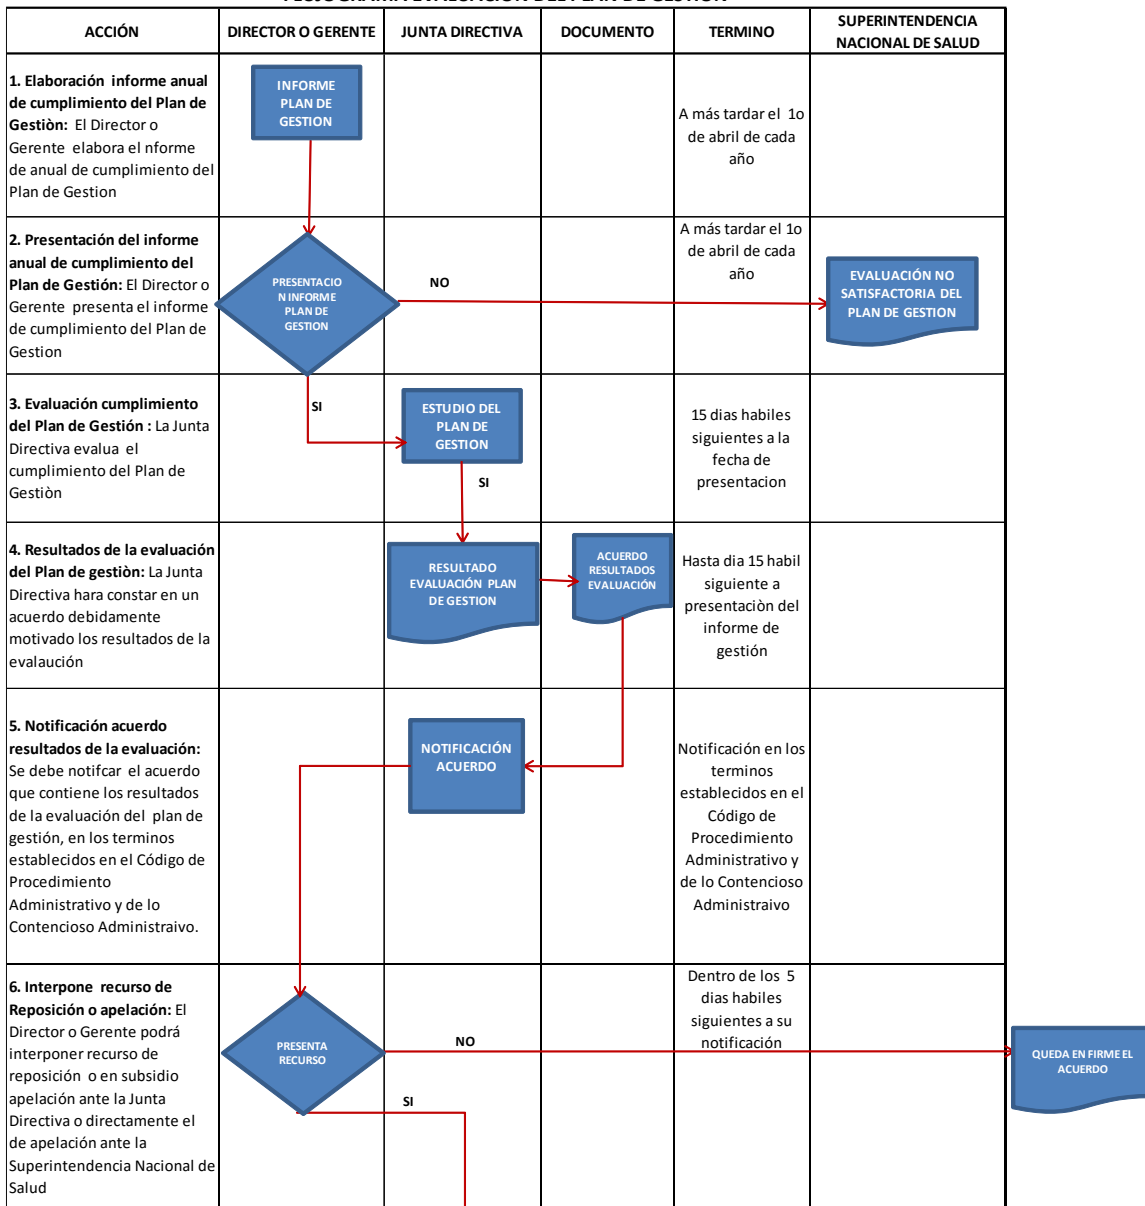 FLUJOGRAMA EVALUACION DEL PLAN DE GESTION
ACCIÓN
DIRECTOR O GERENTE
JUNTA DIRECTIVA
DOCUMENTO
TERMINO
SUPERINTENDENCIA
NACIONAL DE SALUD
1. Elaboración informe anual
de cumplimiento del Plan de
Gestiòn: El Director o
Gerente elabora el nforme
de anual de cumplimiento del
Plan de Gestion
INFORME
PLAN DE
GESTION
A más tardar el 1o
de abril de cada
año
2. Presentación del informe
anual de cumplimiento del
Plan de Gestión: El Director o
Gerente presenta el informe
de cumplimiento del Plan de
Gestion
PRESENTACIO
N INFORME
PLAN DE
GESTION
NO
A más tardar el 1o
de abril de cada
año
EVALUACIÓN NO
SATISFACTORIA DEL
PLAN DE GESTION
3. Evaluación cumplimiento
del Plan de Gestión : La Junta
Directiva evalua el
cumplimiento del Plan de
Gestiòn
SI
ESTUDIO DEL
PLAN DE
GESTION
SI
15 dias habiles
siguientes a la
fecha de
presentacion
4. Resultados de la evaluación
del Plan de gestiòn: La Junta
Directiva hara constar en un
acuerdo debidamente
motivado los resultados de la
evalaución
RESULTADO
EVALUACIÓN PLAN
DE GESTION
ACUERDO
RESULTADOS
EVALUACIÓN
Hasta dia 15 habil
siguiente a
presentaciòn del
informe de
gestión
5. Notificación acuerdo
resultados de la evaluación:
Se debe notifcar el acuerdo
que contiene los resultados
de la evaluación del plan de
gestión, en los terminos
establecidos en el Código de
Procedimiento
Administrativo y de lo
Contencioso Administraivo.
NOTIFICACIÓN
ACUERDO
Notificación en los
terminos
establecidos en el
Código de
Procedimiento
Administrativo y
de lo Contencioso
Administraivo
6. Interpone recurso de
Reposición o apelación: El
Director o Gerente podrá
interponer recurso de
reposición o en subsidio
apelación ante la Junta
Directiva o directamente el
de apelación ante la
Superintendencia Nacional de
Salud
PRESENTA
RECURSO
NO
SI
Dentro de los 5
dias habiles
siguientes a su
notificación
QUEDA EN FIRME EL
ACUERDO